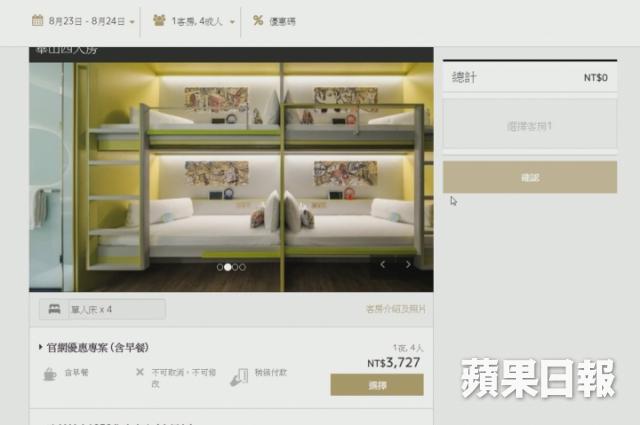 8月23日 - 8月24日
1客房, 4成人
優惠碼
華山四人房
總計
NT$0
選擇客房1
確認
單人床 x 4
客房介紹及照片
官網優惠專案 (含早餐)
1夜, 4人
NT$3,727
含早餐
不可取消，不可修
改
預備付款
選擇
蘋果日報